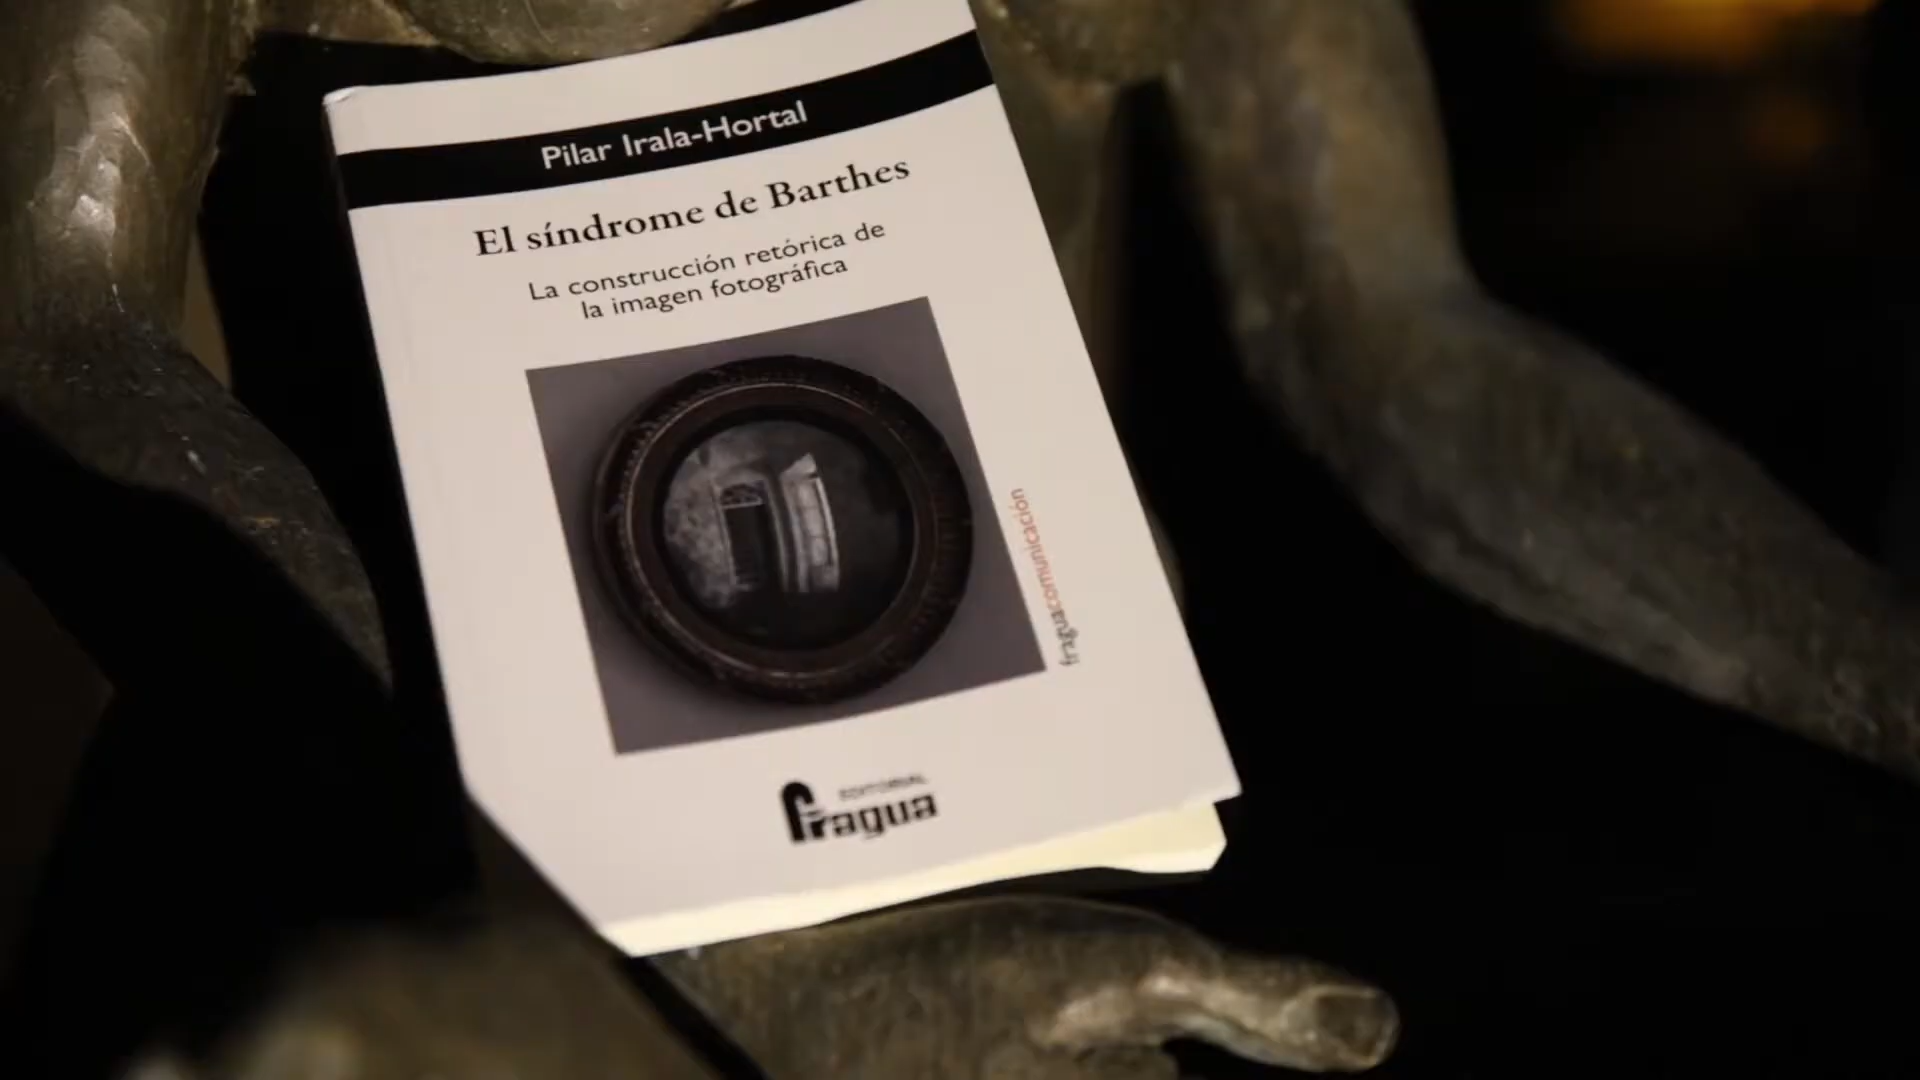 Pilar Irala-Hortal
El síndrome de Barthes
La construcción retórica de
la imagen fotográfica
fraguacomunicación
EDITORIAL
Fragua